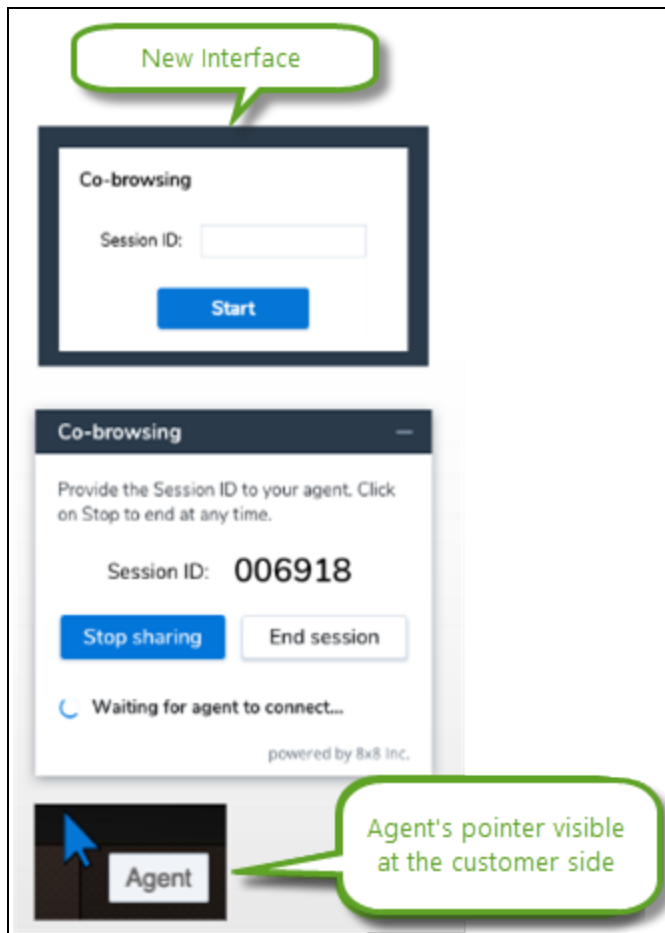 New Interface
Co-browsing
Session ID:
Start
Co-browsing
Provide the Session ID to your agent. Click
on Stop to end at any time.
Session ID: 006918
Stop sharing End session
Waiting for agent to connect...
powered by 8x8 Inc.
Agent's pointer visible
at the customer side
Agent